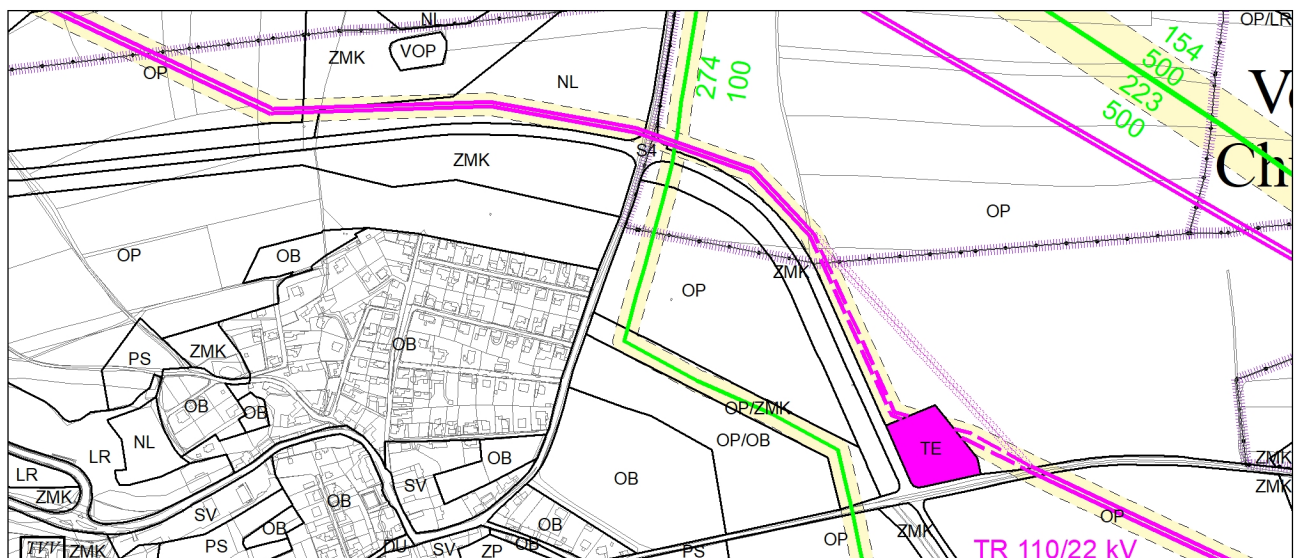 NL
OP/LR
ZMK
VOP
274
100
154
500
223
500
OP
NL
S4
ZMK
OP
OP
OB
ZMK
OP
OB
PS
ZMK
OB
OB
OP/ZMK
OP/OB
NL
LR
TE
LR
ZMK
OB
SV
OB
OB
ZMK
ZMK
SV
PS
OB
OB
ZMK
OP
TVV
ZMK
DU
SV
ZP
OB
PS
OP
TR 110/22 kV